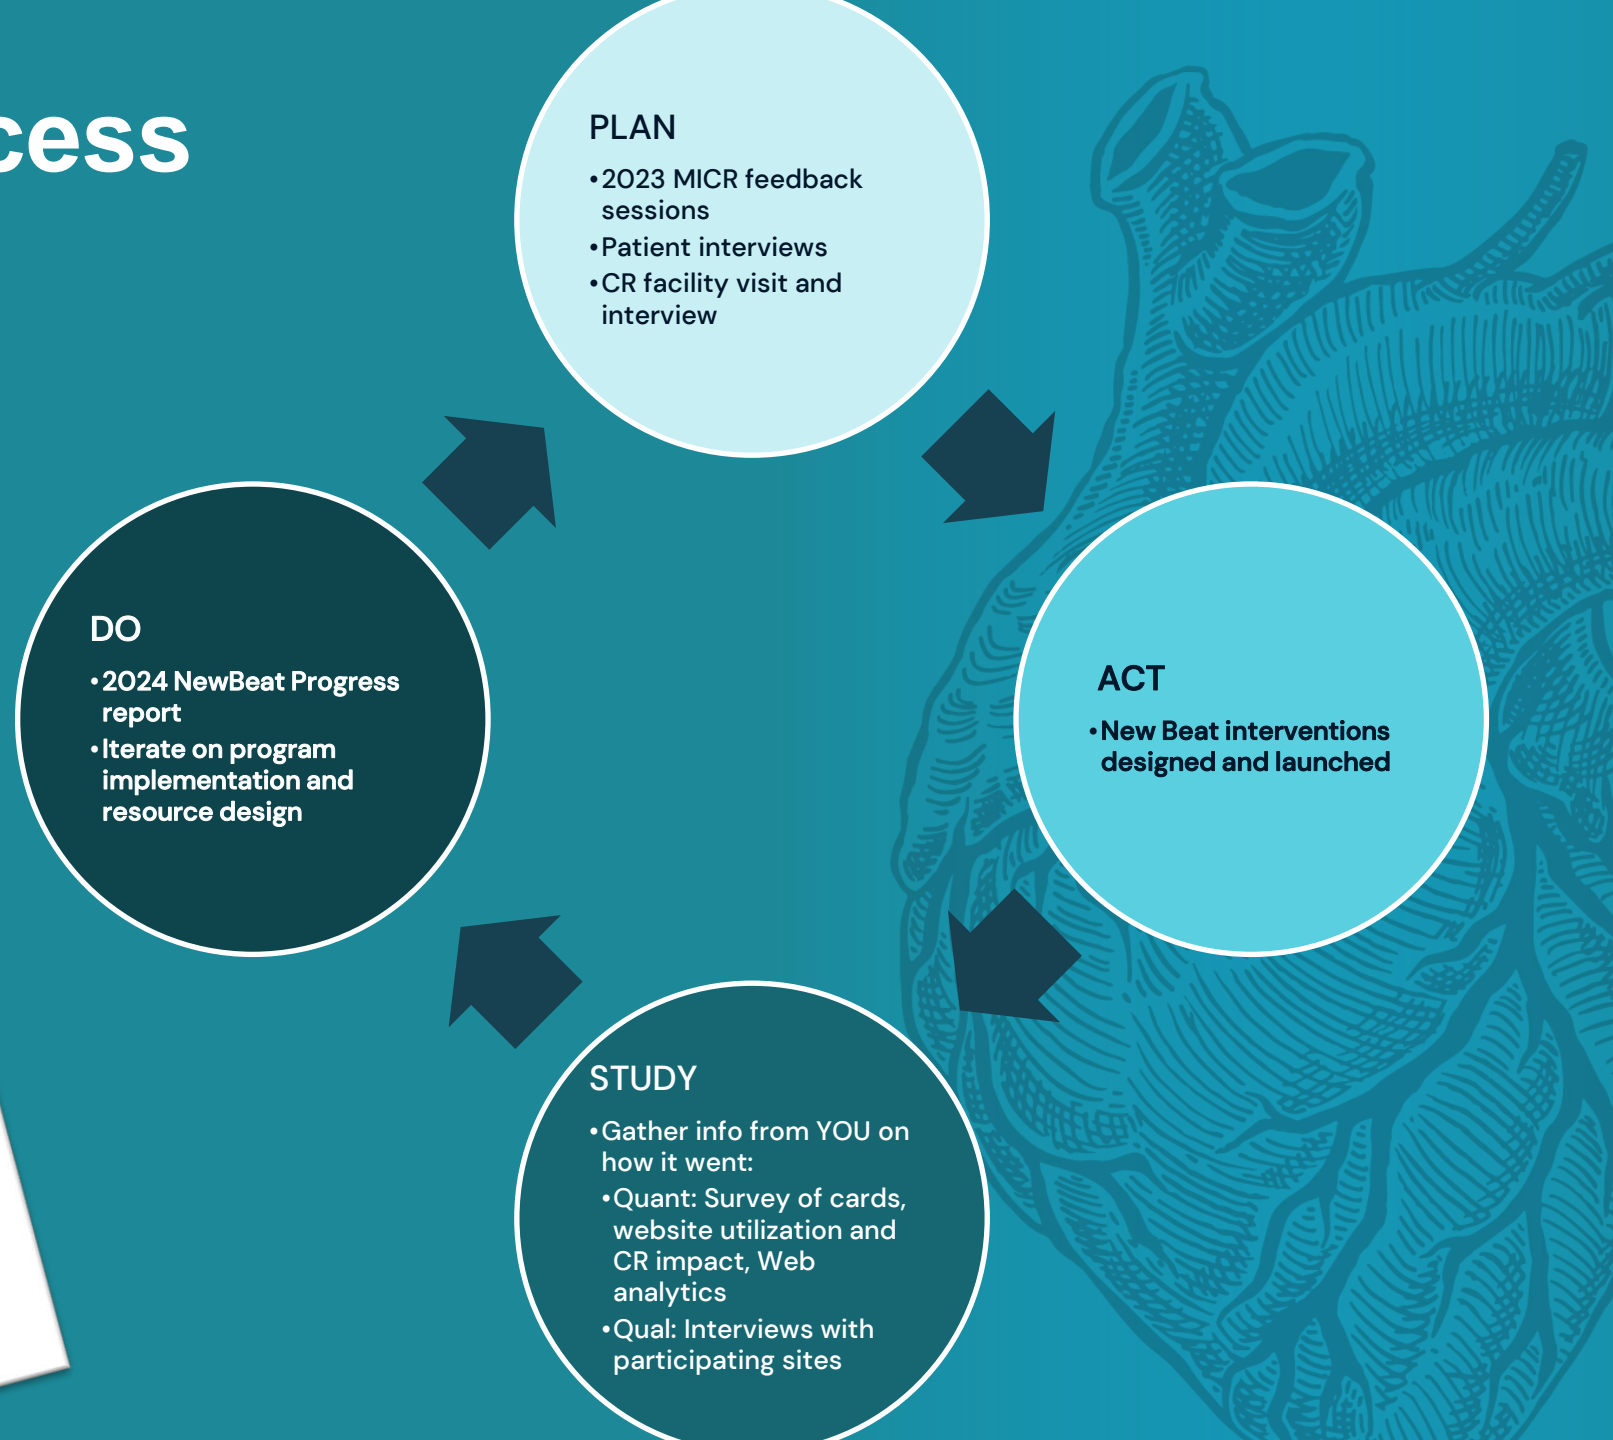 cess
PLAN
•2023 MICR feedback
sessions
•Patient interviews
•CR facility visit and
interview
ACT
•New Beat interventions
designed and launched
STUDY
•Gather info from YOU on
how it went:
•Quant: Survey of cards,
website utilization and
CR impact, Web
analytics
•Qual: Interviews with
participating sites
DO
•2024 NewBeat Progress
report
•Iterate on program
implementation and
resource design